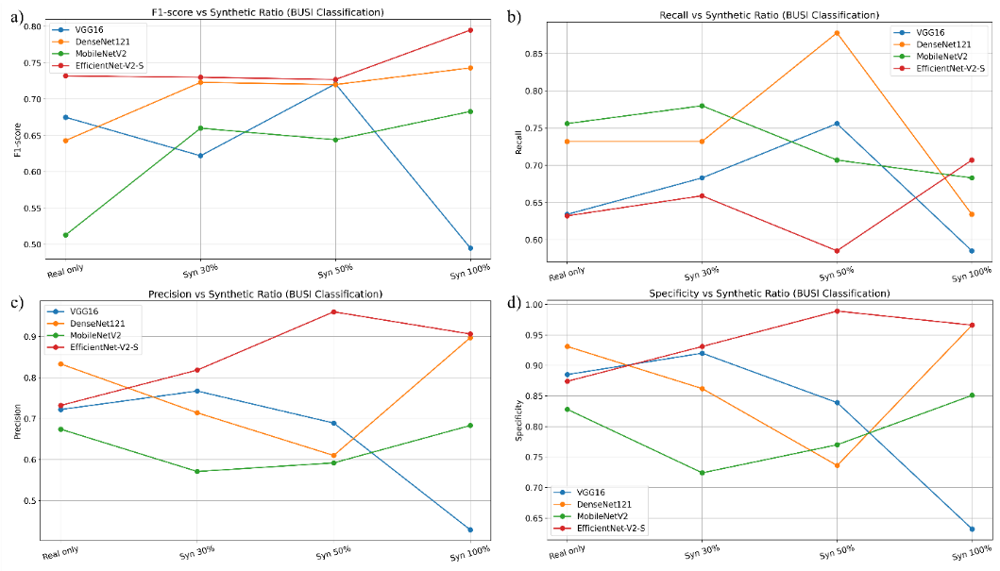 a)
F1-score vs Synthetic Ratio (BUSI Classification)
VGG16
DenseNet121
MobileNetV2
EfficientNet-V2-S
0.80
0.75
0.70
0.65
0.60
0.55
0.50
F1-score
Real only
Syn 30%
Syn 50%
Syn 100%
b)
Recall vs Synthetic Ratio (BUSI Classification)
VGG16
DenseNet121
MobileNetV2
EfficientNet-V2-S
0.85
0.80
0.75
0.70
0.65
0.60
Recall
Real only
Syn 30%
Syn 50%
Syn 100%
c)
Precision vs Synthetic Ratio (BUSI Classification)
VGG16
DenseNet121
MobileNetV2
EfficientNet-V2-S
0.9
0.8
0.7
0.6
0.5
Precision
Real only
Syn 30%
Syn 50%
Syn 100%
d)
Specificity vs Synthetic Ratio (BUSI Classification)
1.00
0.95
0.90
0.85
0.80
0.75
0.70
0.65
Specificity
VGG16
DenseNet121
MobileNetV2
EfficientNet-V2-S
Real only
Syn 30%
Syn 50%
Syn 100%